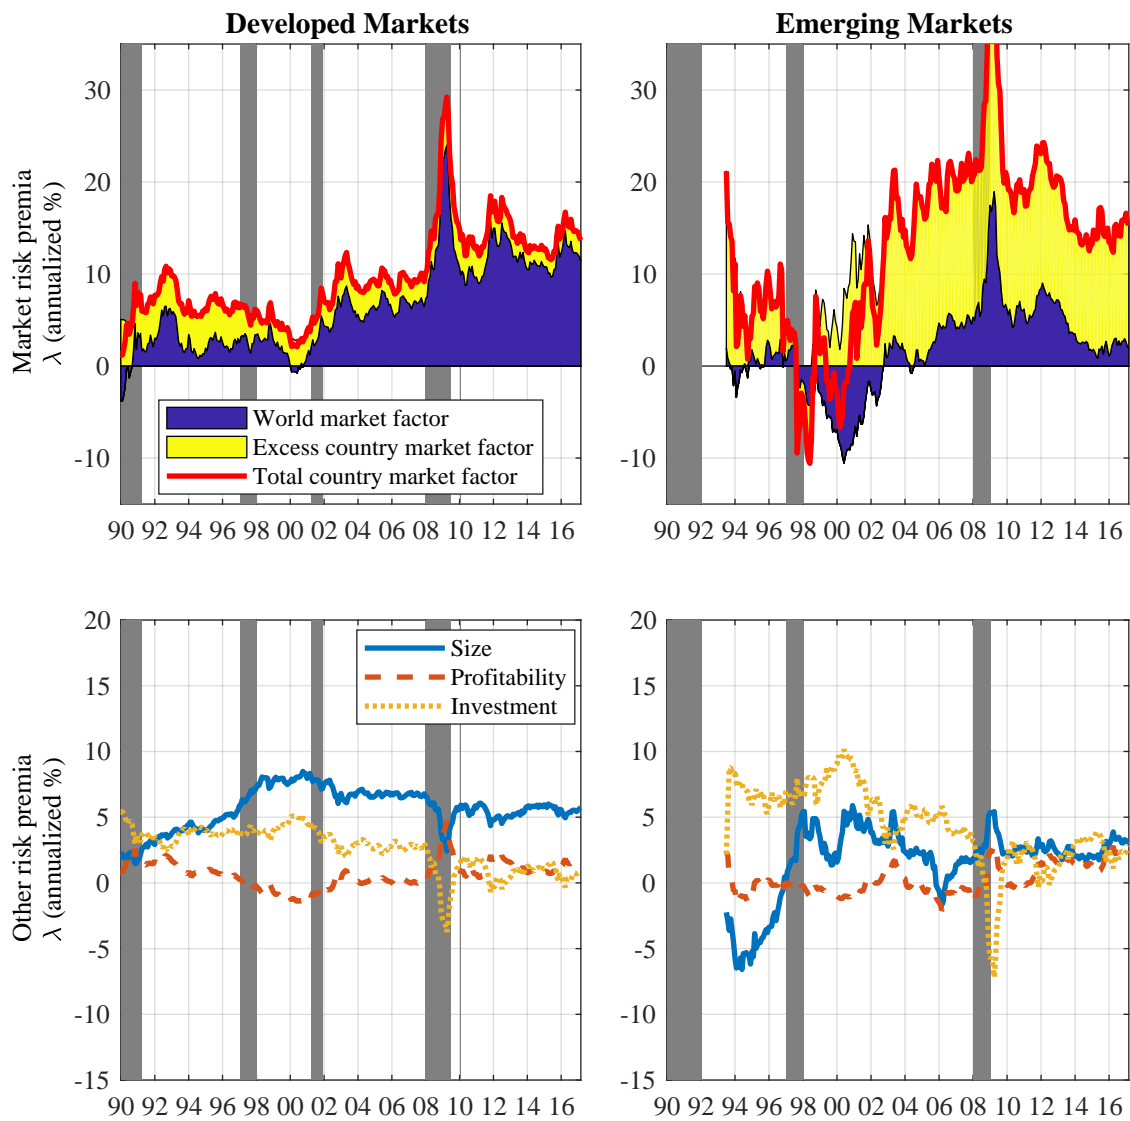 Developed Markets
Emerging Markets
Market risk premia
λ (annualized %)
30
20
10
0
-10
World market factor
Excess country market factor
Total country market factor
90 92 94 96 98 00 02 04 06 08 10 12 14 16
30
20
10
0
-10
90 92 94 96 98 00 02 04 06 08 10 12 14 16
Other risk premia
λ (annualized %)
20
15
10
5
0
-5
-10
-15
Size
Profitability
Investment
90 92 94 96 98 00 02 04 06 08 10 12 14 16
20
15
10
5
0
-5
-10
-15
90 92 94 96 98 00 02 04 06 08 10 12 14 16